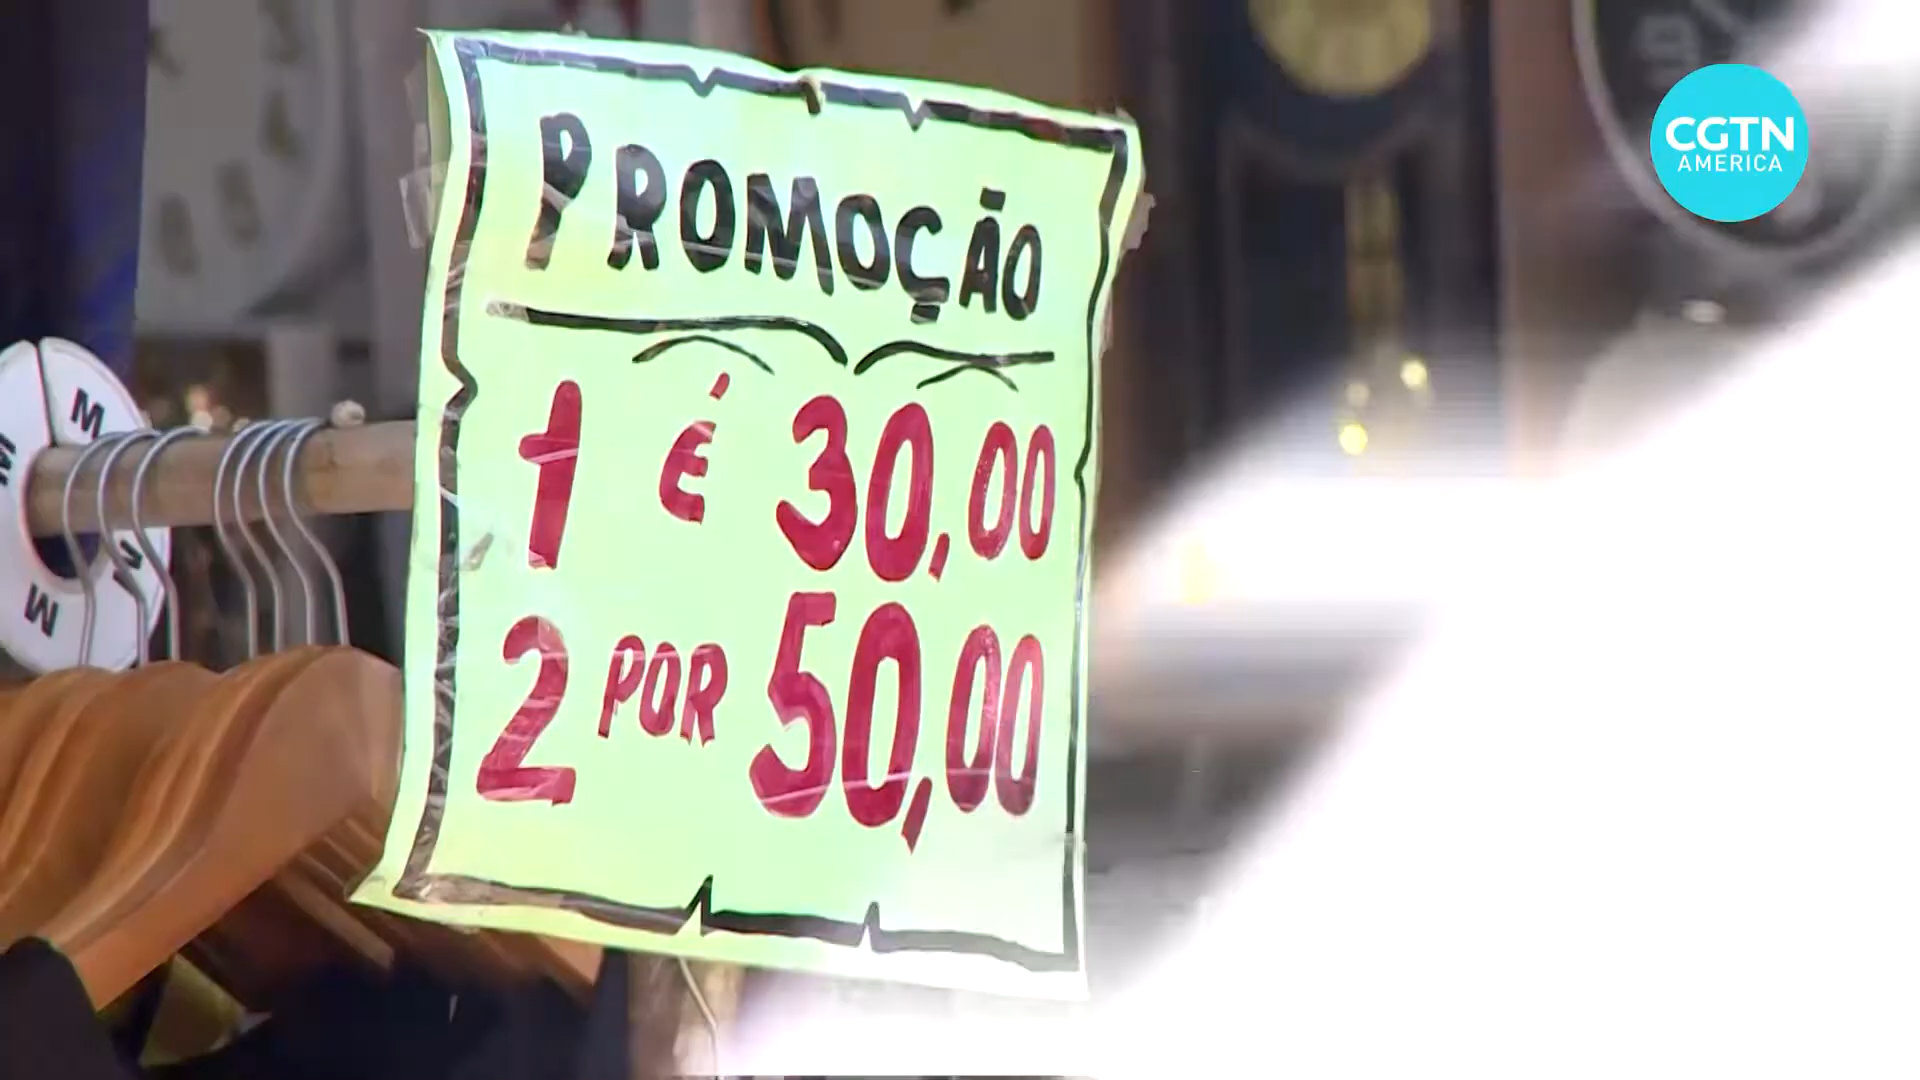 PROMOÇÃO
1 É 30,00
2 POR 50,00
CGTN
AMERICA
M
M
M